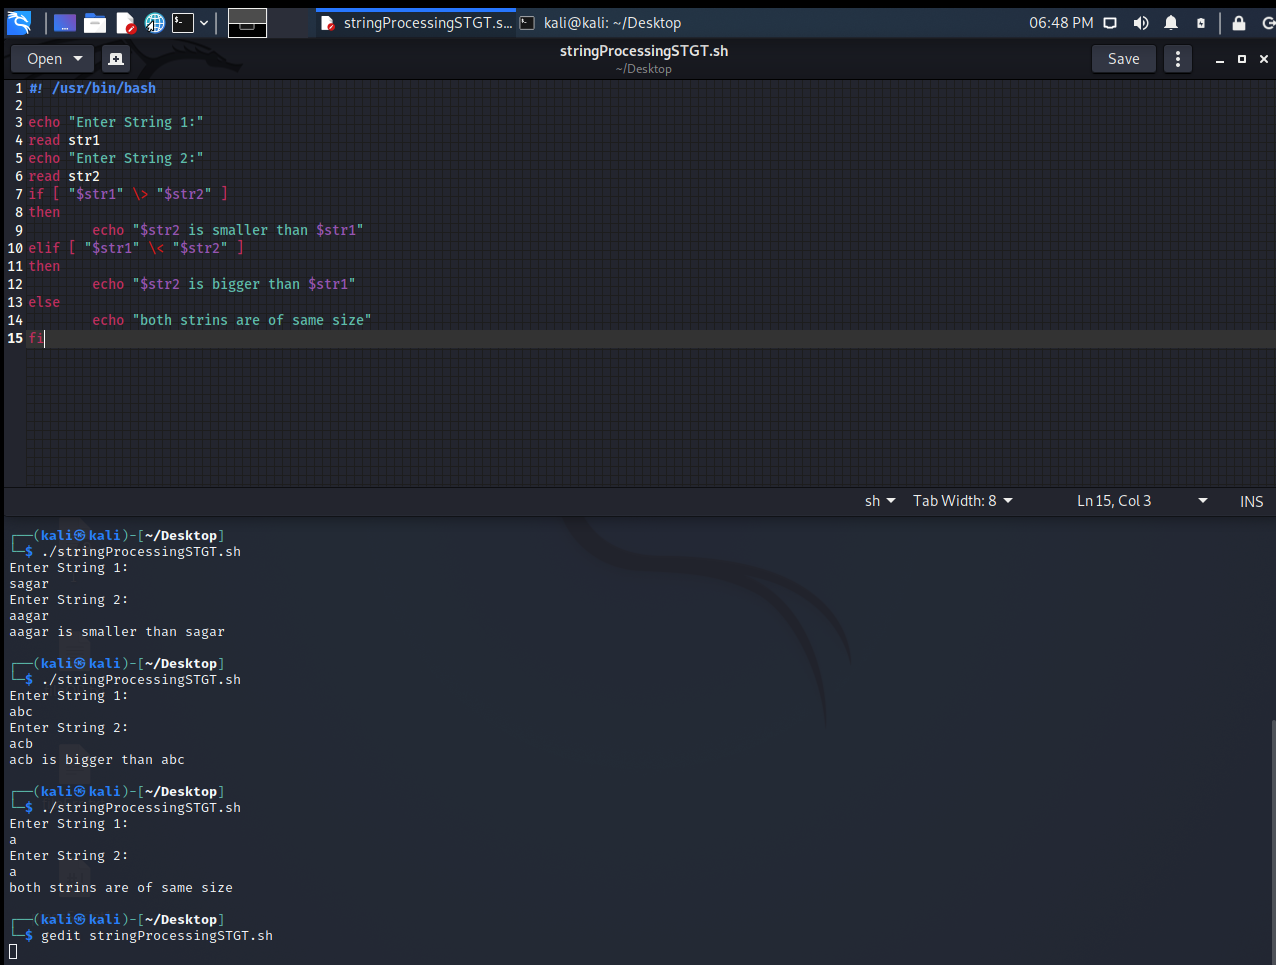 stringProcessingSTGT.s... kali@kali: ~/Desktop 06:48 PM
Open stringProcessingSTGT.sh Save
~/Desktop
1 #! /usr/bin/bash
2
3 echo "Enter String 1:"
4 read str1
5 echo "Enter String 2:"
6 read str2
7 if [ "$str1" \> "$str2" ]
8 then
9         echo "$str2 is smaller than $str1"
10 elif [ "$str1" \< "$str2" ]
11 then
12         echo "$str2 is bigger than $str1"
13 else
14         echo "both strins are of same size"
15 fi
sh Tab Width: 8 Ln 15, Col 3 INS
┌──(kali㉿kali)-[~/Desktop]
└─$ ./stringProcessingSTGT.sh
Enter String 1:
sagar
Enter String 2:
aagar
aagar is smaller than sagar
┌──(kali㉿kali)-[~/Desktop]
└─$ ./stringProcessingSTGT.sh
Enter String 1:
abc
Enter String 2:
acb
acb is bigger than abc
┌──(kali㉿kali)-[~/Desktop]
└─$ ./stringProcessingSTGT.sh
Enter String 1:
a
Enter String 2:
a
both strins are of same size
┌──(kali㉿kali)-[~/Desktop]
└─$ gedit stringProcessingSTGT.sh